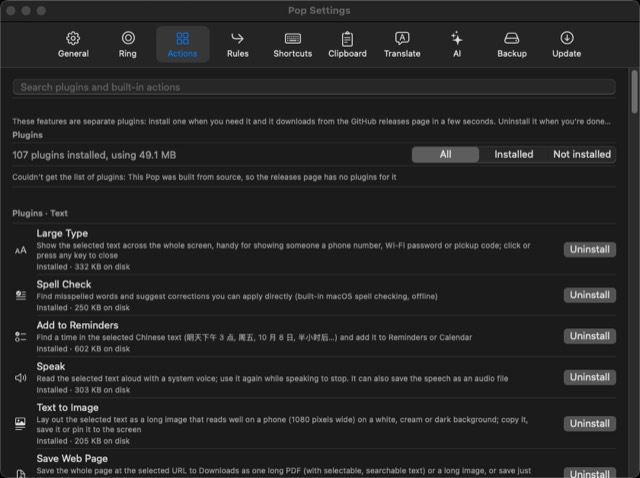 Pop Settings
General
Ring
Actions
Rules
Shortcuts
Clipboard
Translate
AI
Backup
Update
Search plugins and built-in actions
These features are separate plugins: install one when you need it and it downloads from the GitHub releases page in a few seconds. Uninstall it when you're done...
Plugins
107 plugins installed, using 49.1 MB
All
Installed
Not installed
Couldn't get the list of plugins: This Pop was built from source, so the releases page has no plugins for it
Plugins · Text
Large Type
Show the selected text across the whole screen, handy for showing someone a phone number, Wi-Fi password or pickup code; click or
press any key to close
Installed · 332 KB on disk
Uninstall
Spell Check
Find misspelled words and suggest corrections you can apply directly (built-in macOS spell checking, offline)
Installed · 250 KB on disk
Uninstall
Add to Reminders
Find a time in the selected Chinese text (明天下午 3 点, 周五, 10 月 8 日, 半小时后...) and add it to Reminders or Calendar
Installed · 602 KB on disk
Uninstall
Speak
Read the selected text aloud with a system voice; use it again while speaking to stop. It can also save the speech as an audio file
Installed · 303 KB on disk
Uninstall
Text to Image
Lay out the selected text as a long image that reads well on a phone (1080 pixels wide) on a white, cream or dark background; copy it,
save it or pin it to the screen
Installed · 205 KB on disk
Uninstall
Save Web Page
Save the whole page at the selected URL to Downloads as one long PDF (with selectable, searchable text) or a long image, or save just
Uninstall